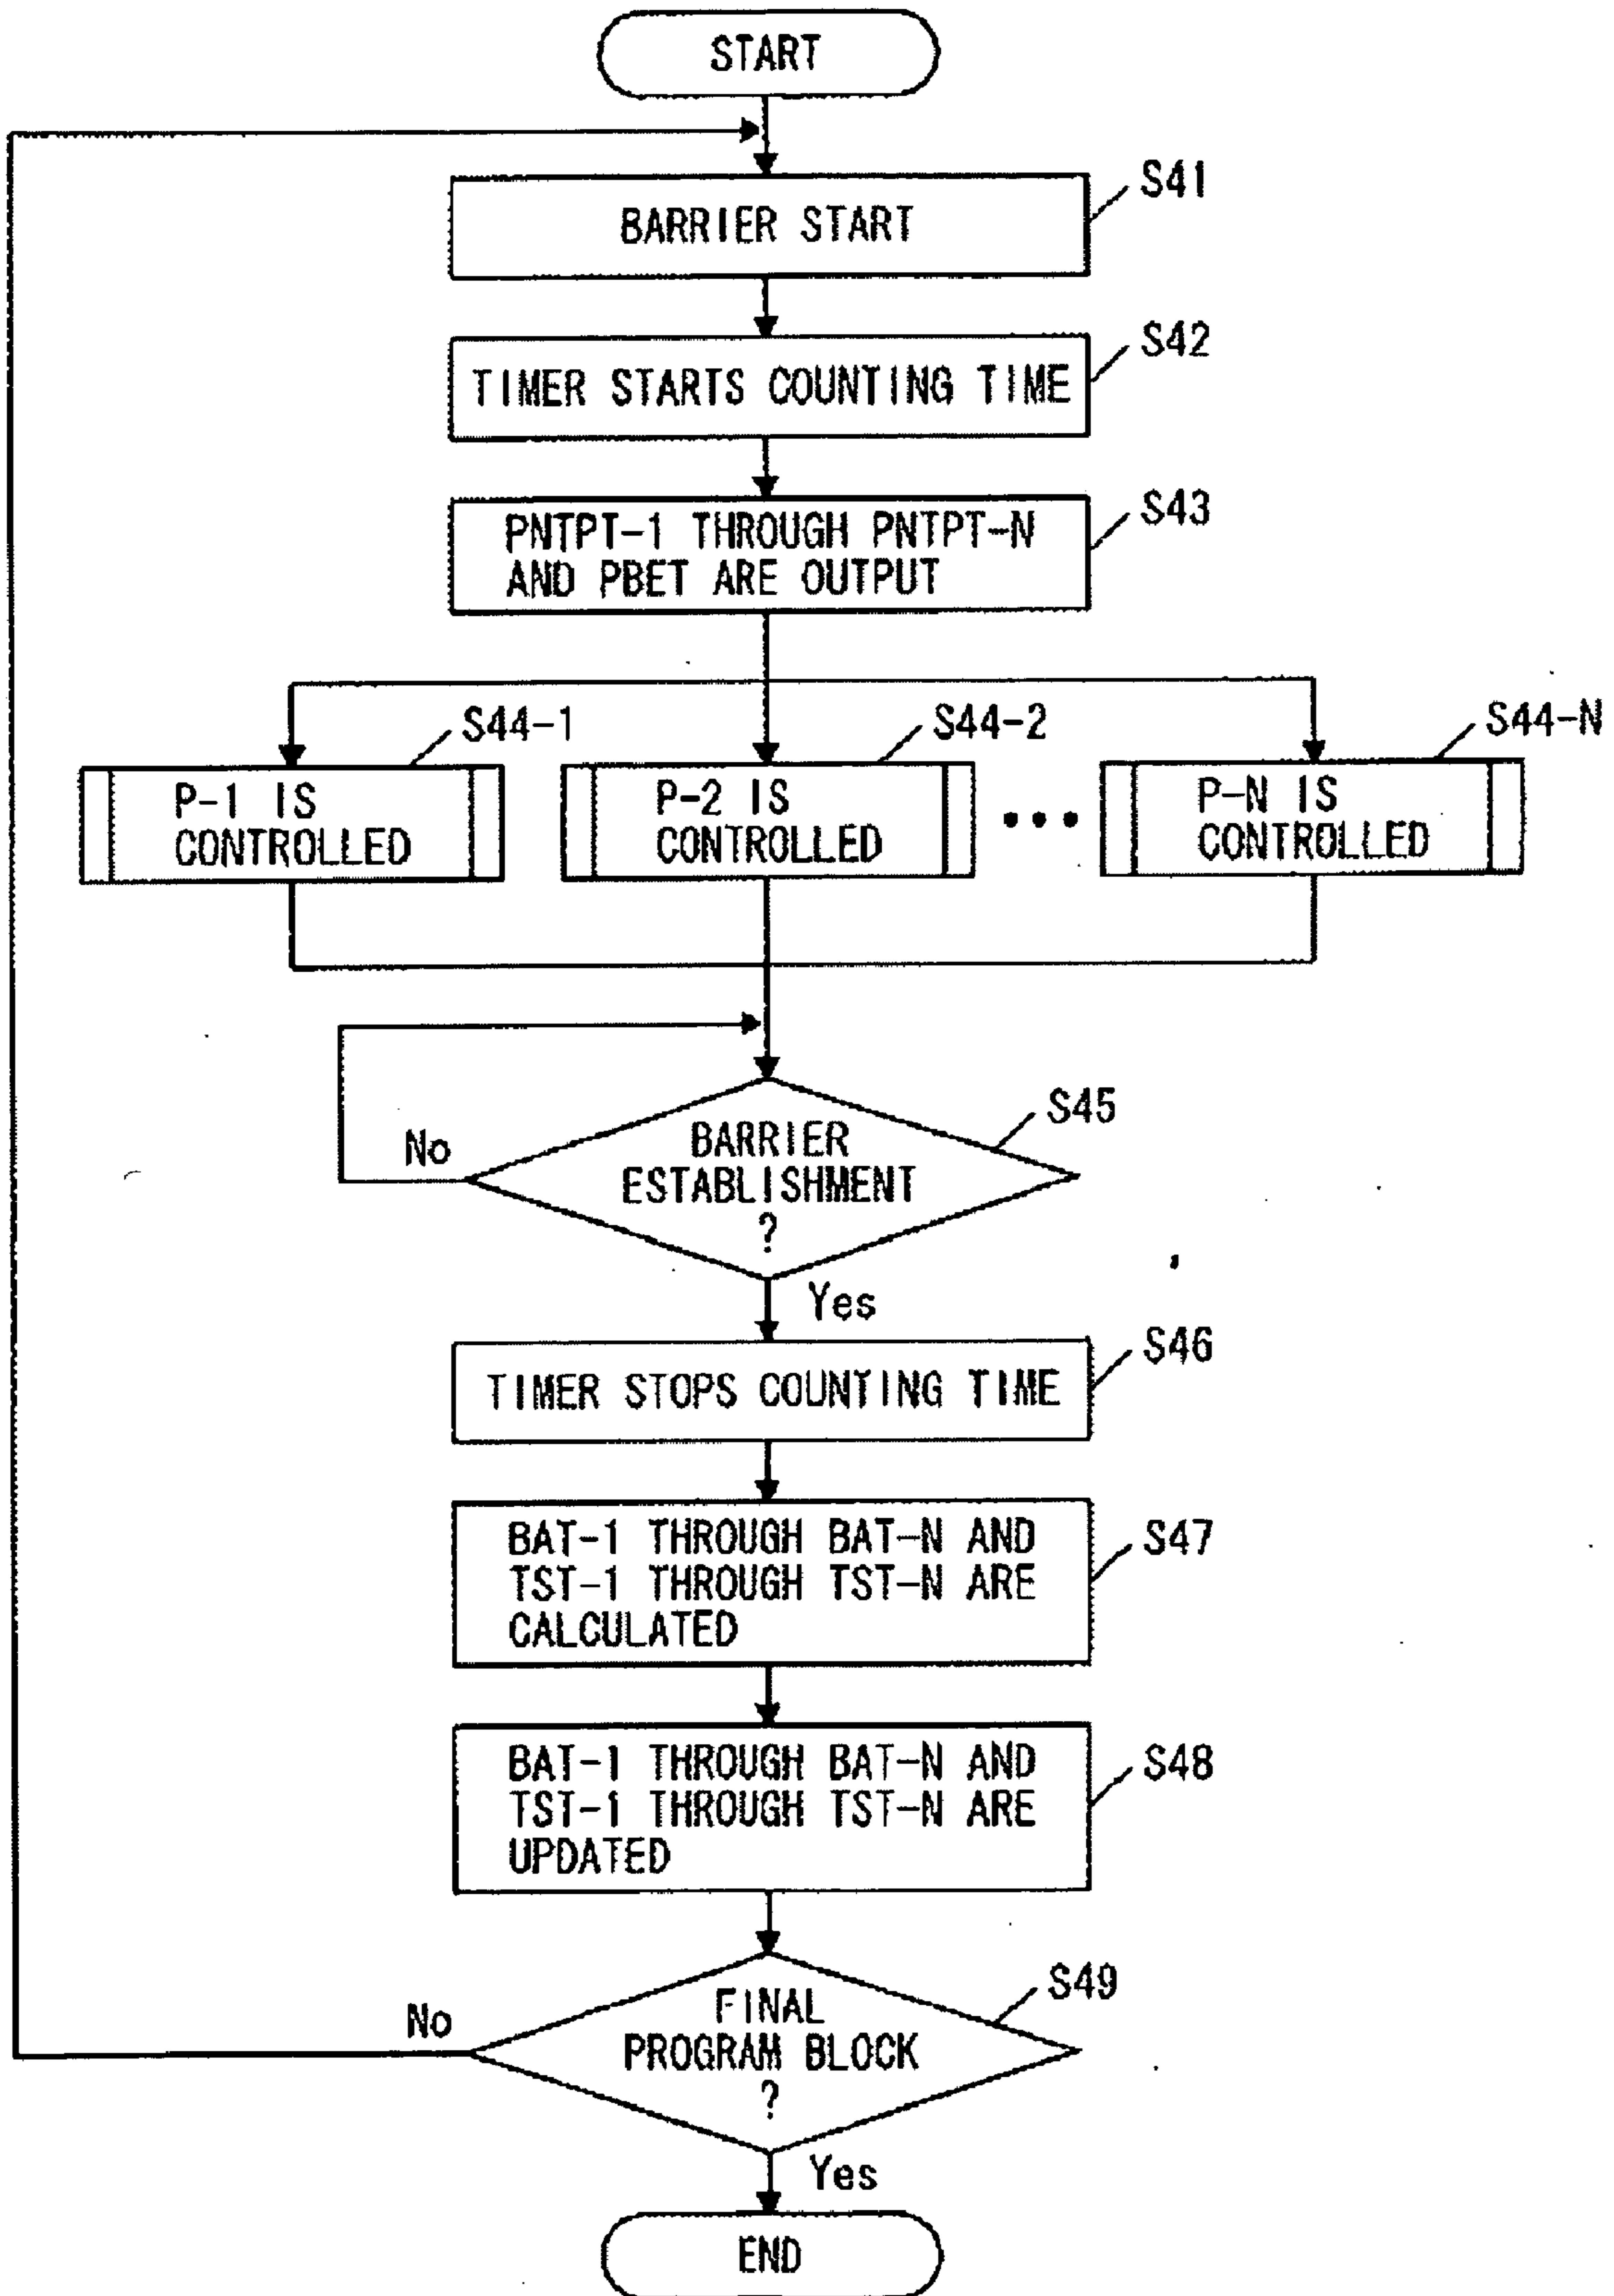 START
S41
BARRIER START
S42
TIMER STARTS COUNTING TIME
S43
PNTPT-1 THROUGH PNTPT-N
AND PBET ARE OUTPUT
S44-1
S44-2
S44-N
P-1 IS
CONTROLLED
P-2 IS
CONTROLLED
P-N IS
CONTROLLED
S45
BARRIER
ESTABLISHMENT
?
No
Yes
S46
TIMER STOPS COUNTING TIME
S47
BAT-1 THROUGH BAT-N AND
TST-1 THROUGH TST-N ARE
CALCULATED
S48
BAT-1 THROUGH BAT-N AND
TST-1 THROUGH TST-N ARE
UPDATED
S49
FINAL
PROGRAM BLOCK
?
No
Yes
END